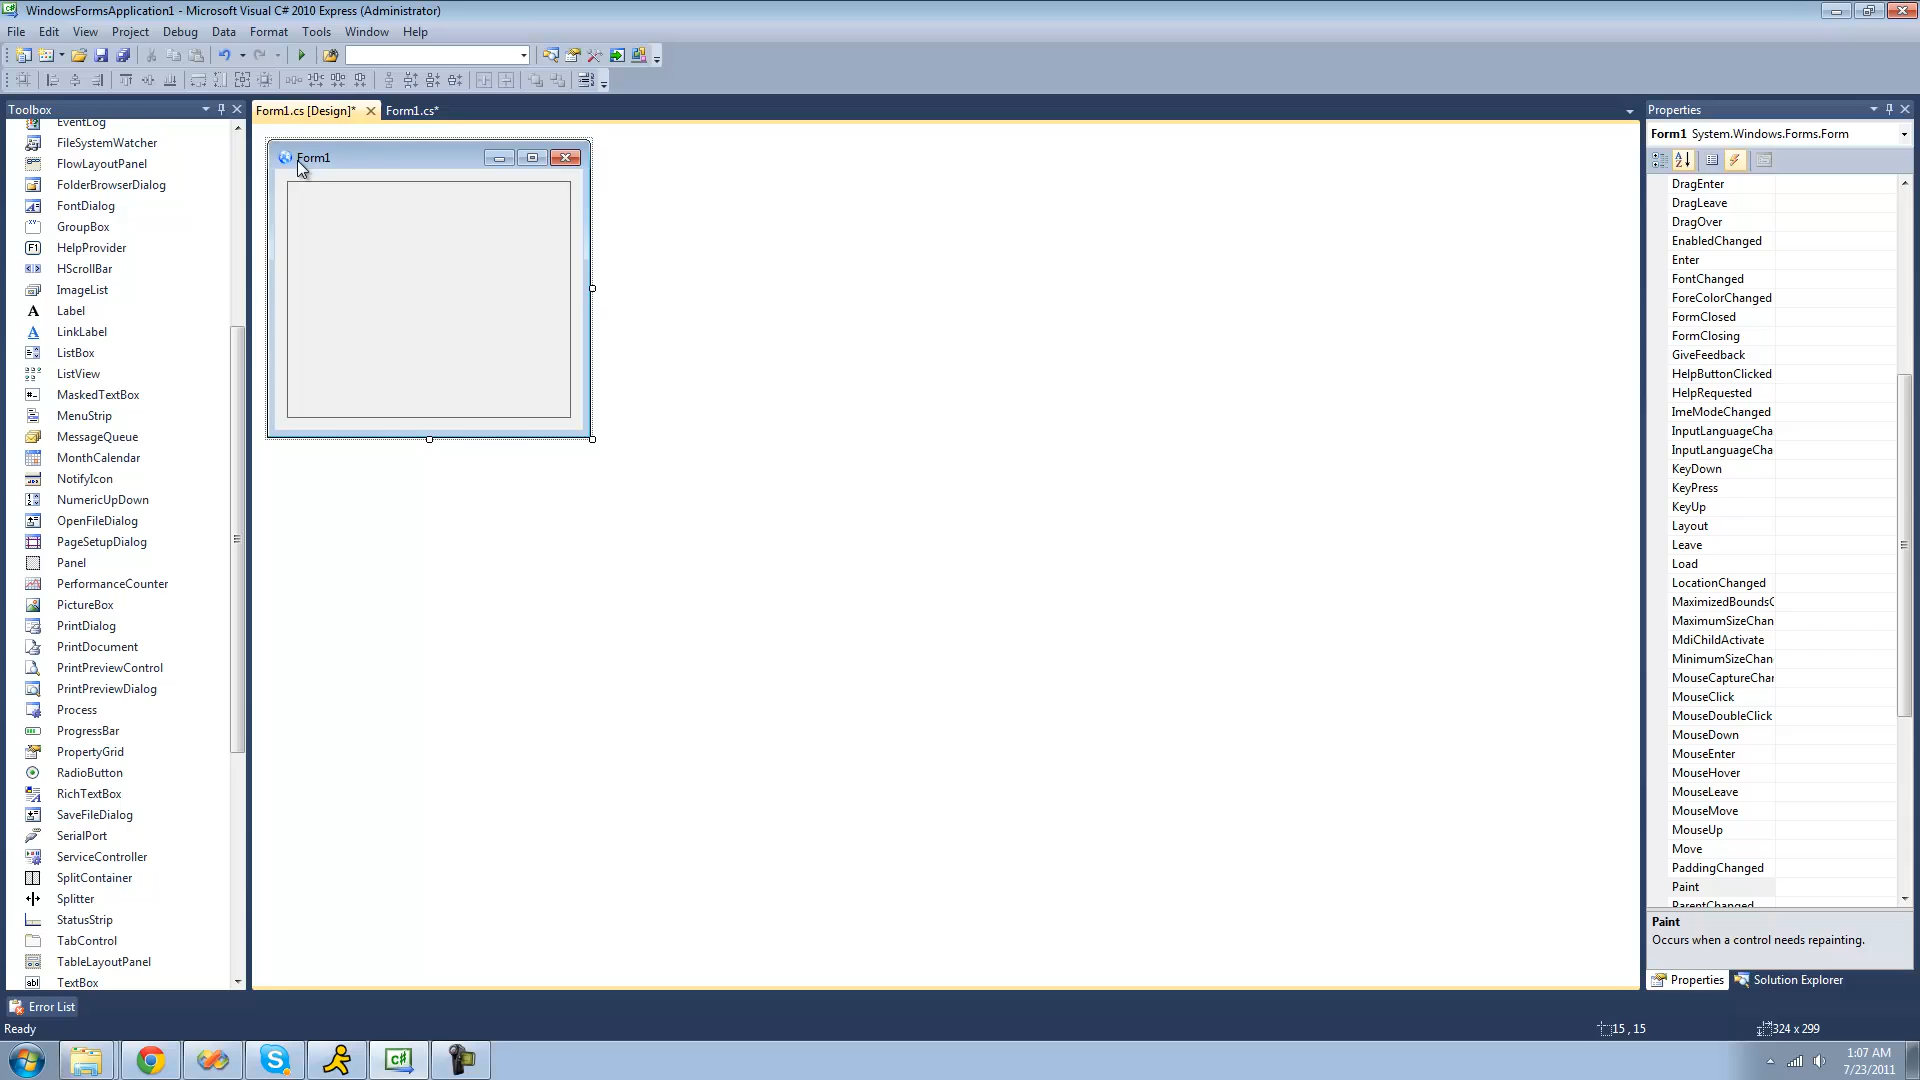 WindowsFormsApplication1 - Microsoft Visual C# 2010 Express (Administrator)
File Edit View Project Debug Data Format Tools Window Help
Toolbox
Form1.cs [Design]*
Form1.cs*
Properties
EventLog
FileSystemWatcher
FlowLayoutPanel
FolderBrowserDialog
FontDialog
GroupBox
HelpProvider
HScrollBar
ImageList
Label
LinkLabel
ListBox
ListView
MaskedTextBox
MenuStrip
MessageQueue
MonthCalendar
NotifyIcon
NumericUpDown
OpenFileDialog
PageSetupDialog
Panel
PerformanceCounter
PictureBox
PrintDialog
PrintDocument
PrintPreviewControl
PrintPreviewDialog
Process
ProgressBar
PropertyGrid
RadioButton
RichTextBox
SaveFileDialog
SerialPort
ServiceController
SplitContainer
Splitter
StatusStrip
TabControl
TableLayoutPanel
TextBox
Form1
Form1 System.Windows.Forms.Form
DragEnter
DragLeave
DragOver
EnabledChanged
Enter
FontChanged
ForeColorChanged
FormClosed
FormClosing
GiveFeedback
HelpButtonClicked
HelpRequested
ImeModeChanged
InputLanguageCha
InputLanguageCha
KeyDown
KeyPress
KeyUp
Layout
Leave
Load
LocationChanged
MaximizedBoundsC
MaximumSizeChan
MdiChildActivate
MinimumSizeChan
MouseCaptureChar
MouseClick
MouseDoubleClick
MouseDown
MouseEnter
MouseHover
MouseLeave
MouseMove
MouseUp
Move
PaddingChanged
Paint
ParentChanged
Paint
Occurs when a control needs repainting.
Properties
Solution Explorer
Error List
Ready
15 , 15
324 x 299
1:07 AM
7/23/2011